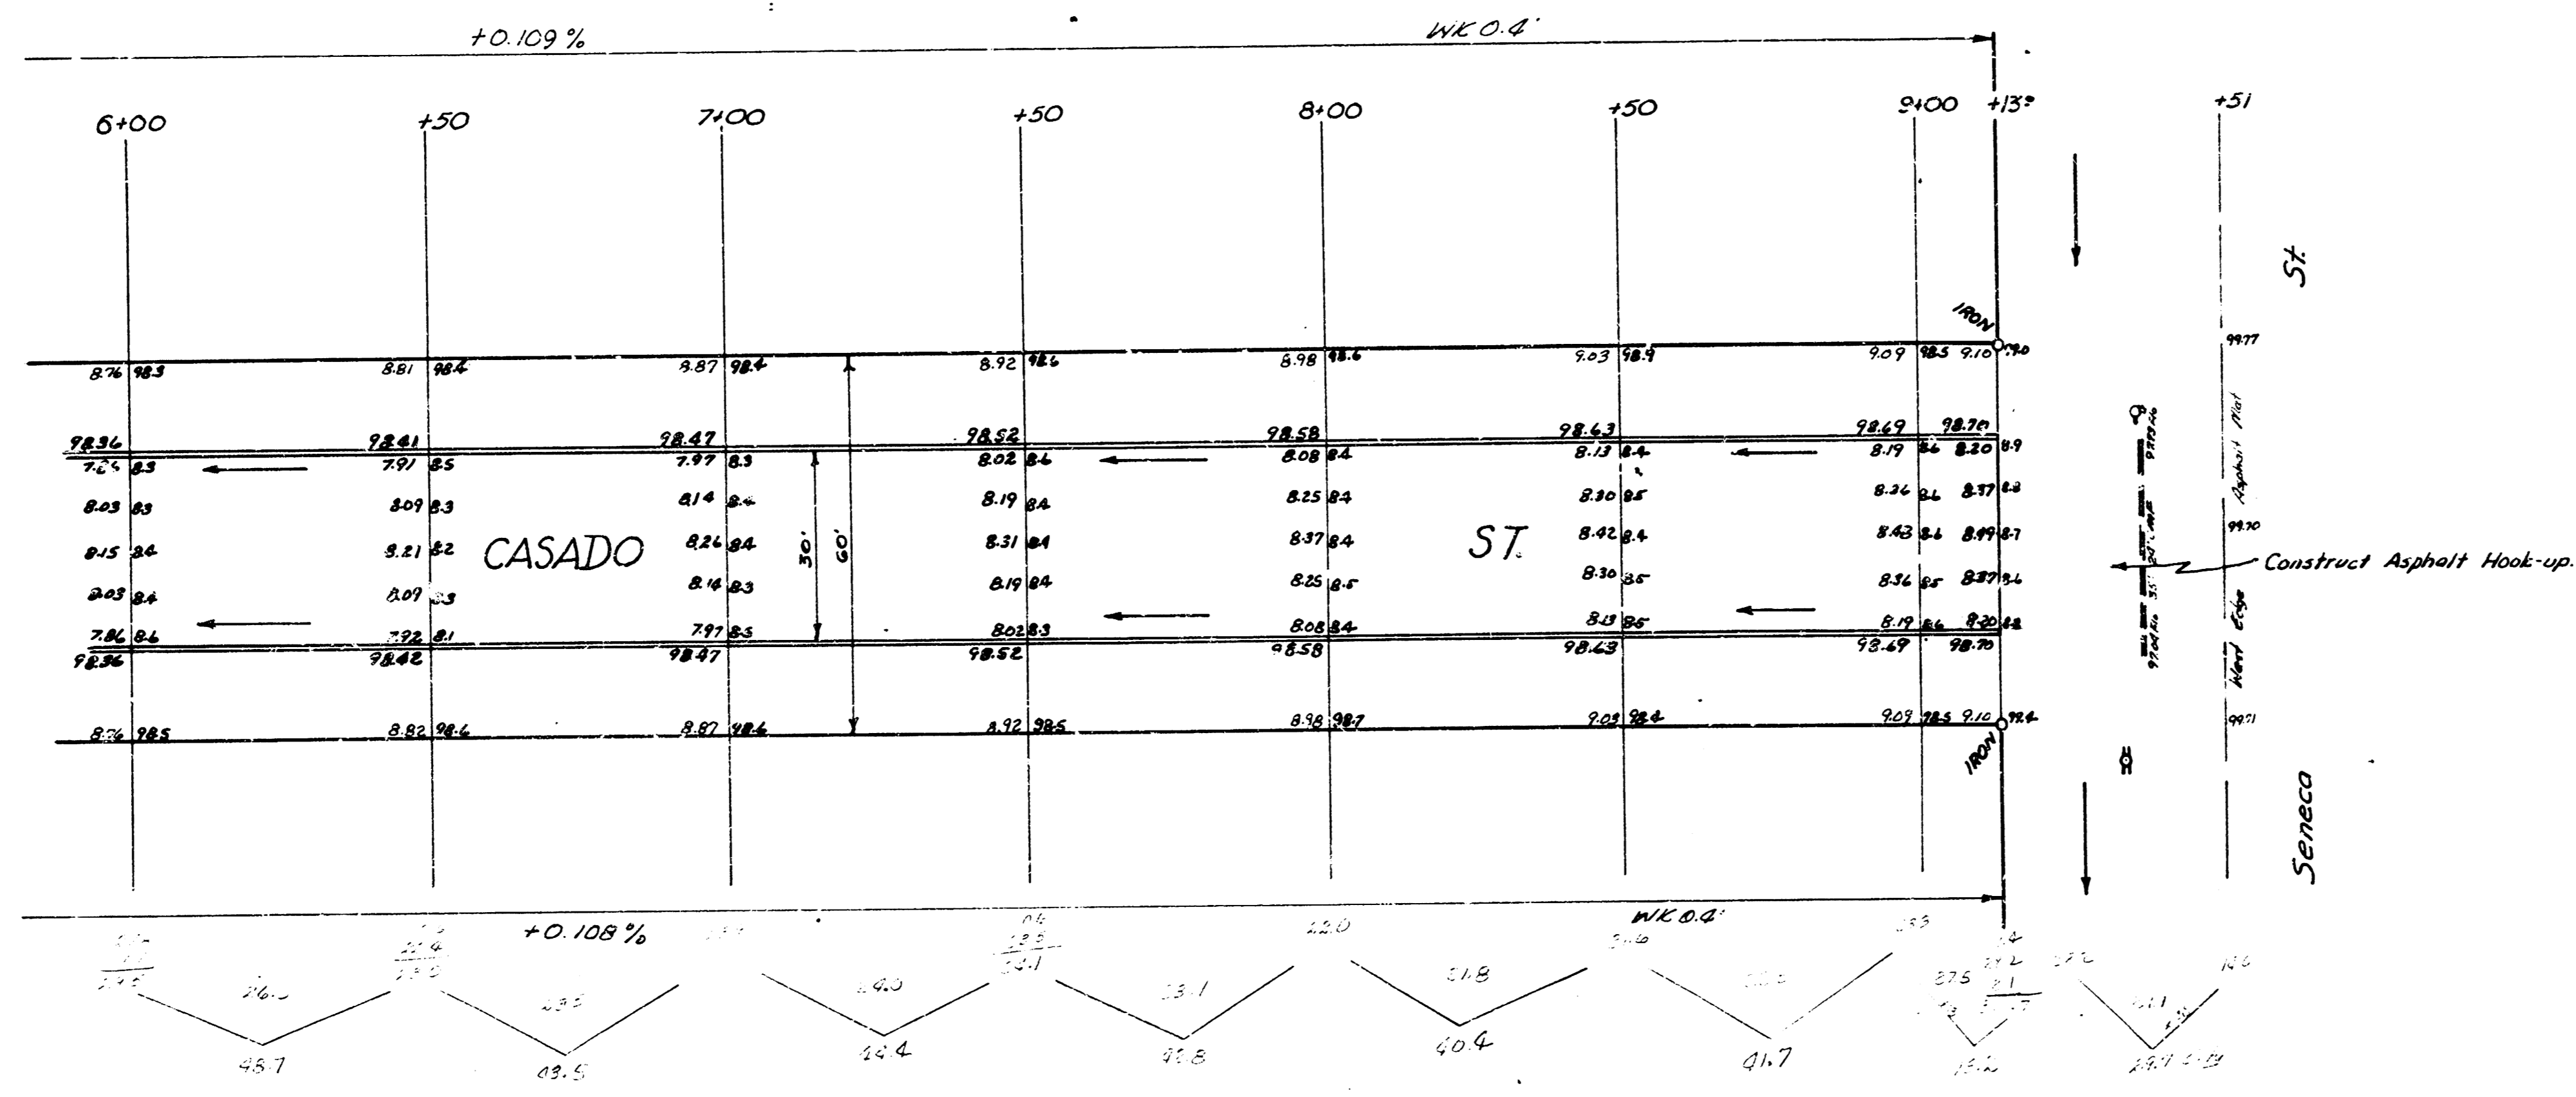 +0.109%
WK 0.4'
6+00 +50 7+00 +50 8+00 +50 9+00 +51
St.
IRON
8.76 98.3 8.81 98.4 8.87 98.4 8.92 98.6 8.98 98.6 9.03 98.9 9.09 98.5 9.10
99.77
98.36 98.41 98.47 98.52 98.58 98.63 98.69 98.70
8.3 7.91 8.5 7.97 8.3 8.02 8.6 8.08 8.4 8.13 8.4 8.19 8.6 8.20 8.9
8.03 8.3 8.09 8.3 8.14 8.4 8.19 8.4 8.25 8.4 8.30 8.5 8.6 8.37 8.8
8.15 8.4 8.21 8.2 8.26 8.4 8.31 8.4 8.37 8.4 8.42 8.4 8.43 8.6 8.49 8.7
CASADO ST.
30' 60'
8.03 8.4 8.09 8.3 8.14 8.3 8.19 8.4 8.25 8.5 8.30 8.5 8.36 8.5 8.37 8.6
7.86 8.6 7.92 8.1 7.97 8.5 8.02 8.3 8.08 8.4 8.13 8.5 8.19 8.6 8.20 8.8
98.36 98.42 98.47 98.52 98.58 98.63 98.69 98.70
8.76 98.5 8.82 98.6 8.87 98.6 8.92 98.5 8.98 98.7 9.03 98.4 9.09 98.5 9.10 99.4
IRON
Construct Asphalt Hook-up.
West Edge Asphalt Mat
99.70
99.71
Seneca
+0.108%
WK 0.4'
22.0
31.8
48.7 43.5 44.4 40.4 41.7